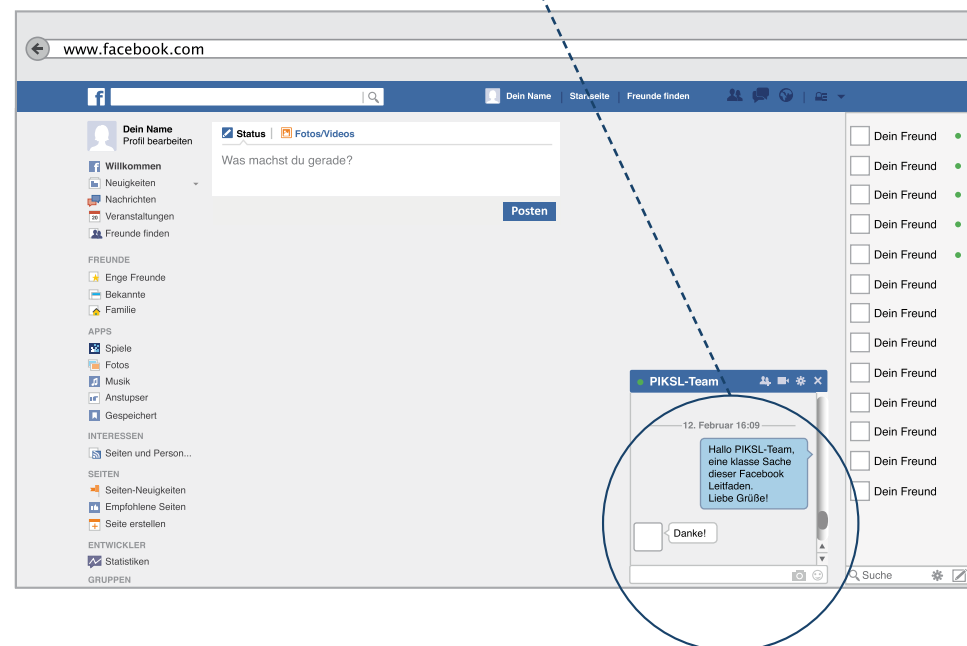 www.facebook.com
f
Dein Name | Startseite | Freunde finden
Dein Name
Profil bearbeiten
Willkommen
Neuigkeiten
Nachrichten
Veranstaltungen
Freunde finden
FREUNDE
Enge Freunde
Bekannte
Familie
APPS
Spiele
Fotos
Musik
Anstupser
Gespeichert
INTERESSEN
Seiten und Person...
SEITEN
Seiten-Neuigkeiten
Empfohlene Seiten
Seite erstellen
ENTWICKLER
Statistiken
GRUPPEN
Status | Fotos/Videos
Was machst du gerade?
Posten
PIKSL-Team
12. Februar 16:09
Hallo PIKSL-Team,
eine klasse Sache
dieser Facebook
Leitfaden.
Liebe Grüße!
Danke!
Dein Freund
Dein Freund
Dein Freund
Dein Freund
Dein Freund
Dein Freund
Dein Freund
Dein Freund
Dein Freund
Dein Freund
Dein Freund
Dein Freund
Dein Freund
Suche